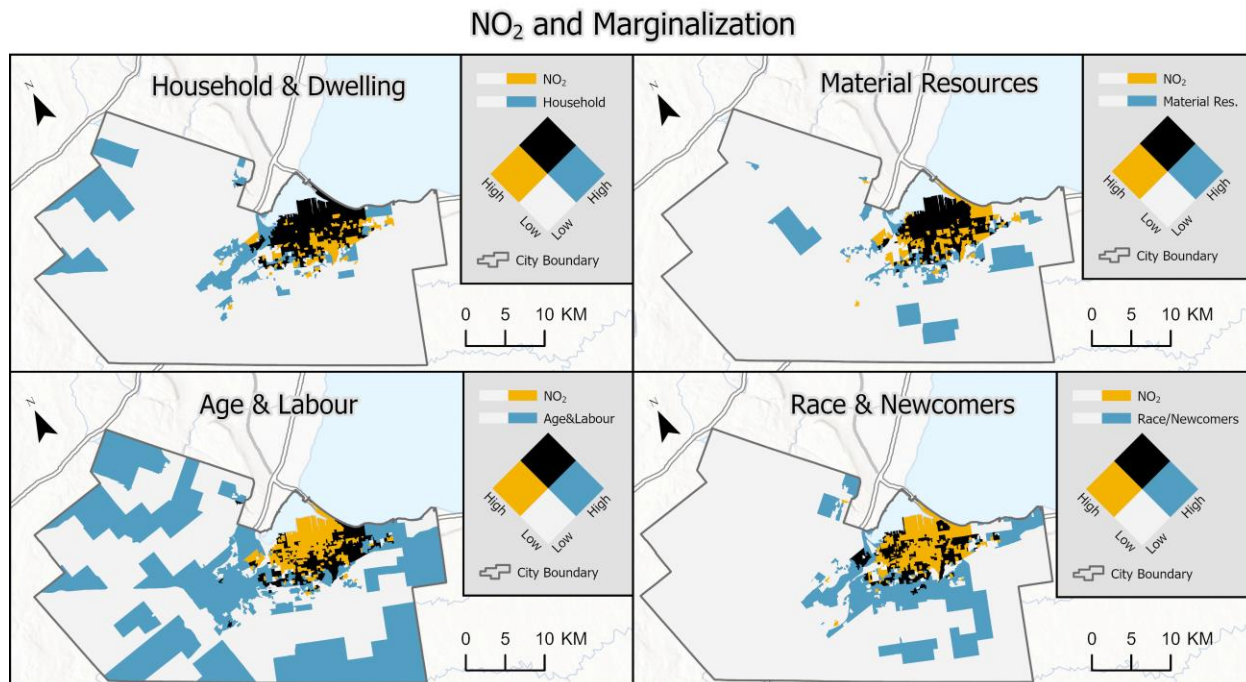 NO₂ and Marginalization
Household & Dwelling
N
NO₂
Household
High
Low
Low
High
City Boundary
0 5 10 KM
Material Resources
N
NO₂
Material Res.
High
Low
Low
High
City Boundary
0 5 10 KM
Age & Labour
N
NO₂
Age&Labour
High
Low
Low
High
City Boundary
0 5 10 KM
Race & Newcomers
N
NO₂
Race/Newcomers
High
Low
Low
High
City Boundary
0 5 10 KM